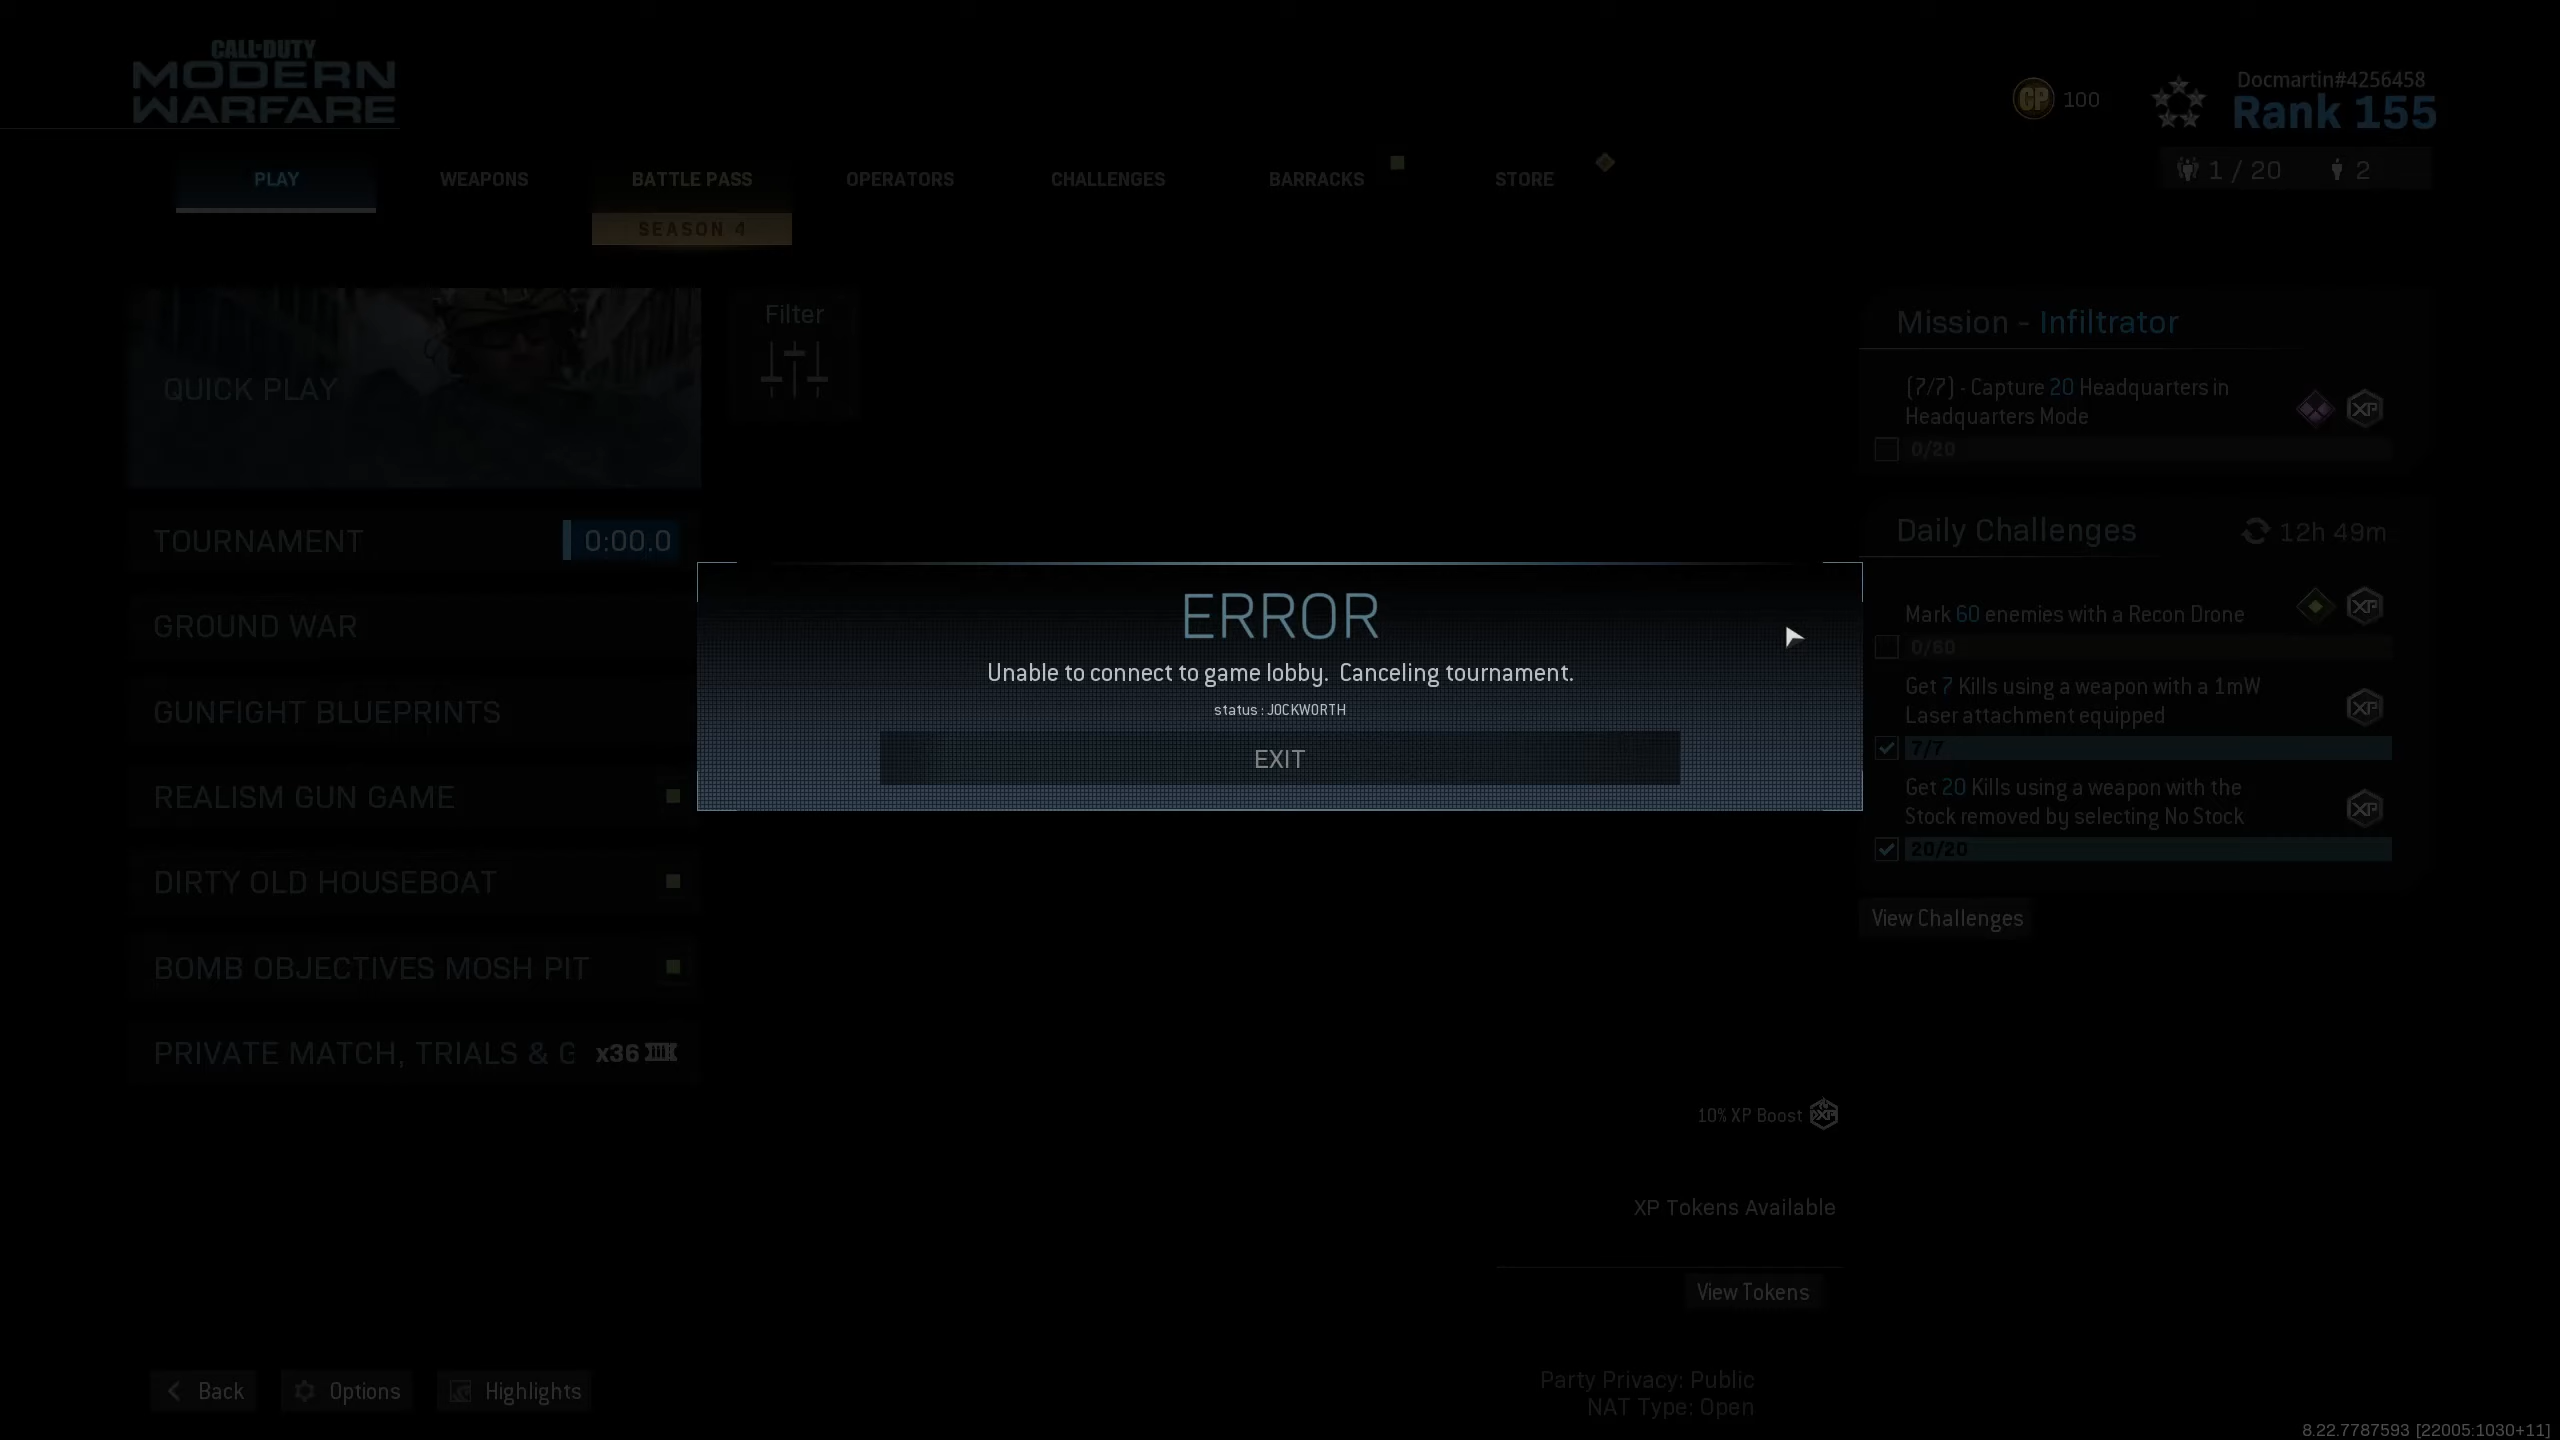 CALL OF DUTY
MODERN
WARFARE
CP 100
Docmartin#4256458
Rank 155
1 / 20 2
PLAY WEAPONS BATTLE PASS OPERATORS CHALLENGES BARRACKS STORE
SEASON 4
QUICK PLAY
Filter
TOURNAMENT 0:00.0
GROUND WAR
GUNFIGHT BLUEPRINTS
REALISM GUN GAME
DIRTY OLD HOUSEBOAT
BOMB OBJECTIVES MOSH PIT
PRIVATE MATCH, TRIALS & G x36
ERROR
Unable to connect to game lobby. Canceling tournament.
status : JOCKWORTH
EXIT
Mission - Infiltrator
(7/7) - Capture 20 Headquarters in
Headquarters Mode
XP
0/20
Daily Challenges 12h 49m
Mark 60 enemies with a Recon Drone
XP
0/60
Get 7 Kills using a weapon with a 1mW
Laser attachment equipped
XP
7/7
Get 20 Kills using a weapon with the
Stock removed by selecting No Stock
XP
20/20
View Challenges
10% XP Boost XP
XP Tokens Available
View Tokens
Back Options Highlights
Party Privacy: Public
NAT Type: Open
8.22.7787593 [22005:1030+11]